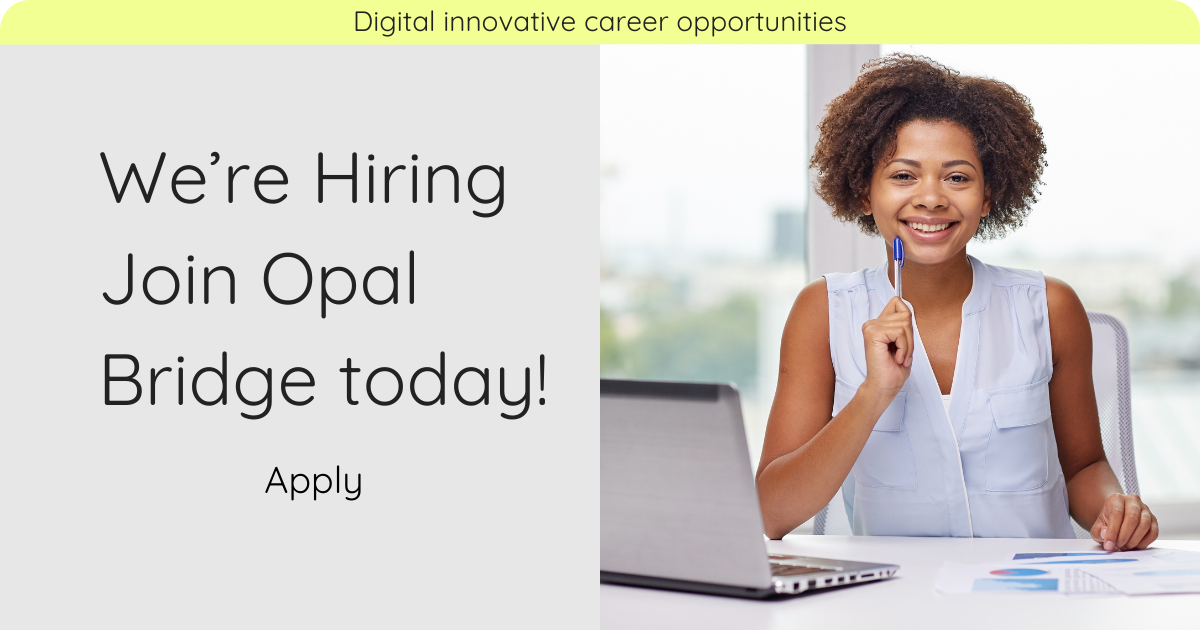 Digital innovative career opportunities
We’re Hiring
Join Opal
Bridge today!
Apply